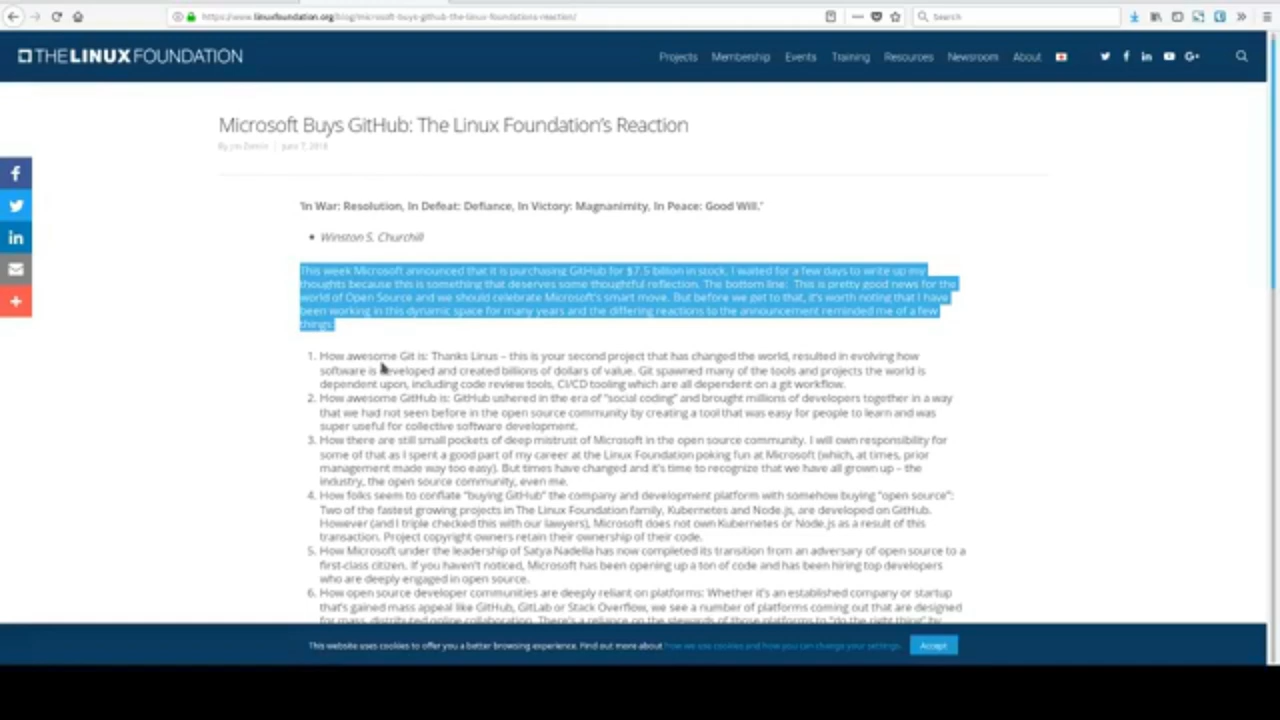 https://www.linuxfoundation.org/blog/microsoft-buys-github-the-linux-foundations-reaction/
Search
THE LINUX FOUNDATION
Projects Membership Events Training Resources Newsroom About
Microsoft Buys GitHub: The Linux Foundation's Reaction
By Jim Zemlin | June 7, 2018
'In War: Resolution, In Defeat: Defiance, In Victory: Magnanimity, In Peace: Good Will.'
• Winston S. Churchill
This week Microsoft announced that it is purchasing GitHub for $7.5 billion in stock. I waited for a few days to write up my
thoughts because this is something that deserves some thoughtful reflection. The bottom line: This is pretty good news for the
world of Open Source and we should celebrate Microsoft's smart move. But before we get to that, it's worth noting that I have
been working in this dynamic space for many years and the differing reactions to the announcement reminded me of a few
things:
1. How awesome Git is: Thanks Linus – this is your second project that has changed the world, resulted in evolving how
software is developed and created billions of dollars of value. Git spawned many of the tools and projects the world is
dependent upon, including code review tools, CI/CD tooling which are all dependent on a git workflow.
2. How awesome GitHub is: GitHub ushered in the era of "social coding" and brought millions of developers together in a way
that we had not seen before in the open source community by creating a tool that was easy for people to learn and was
super useful for collective software development.
3. How there are still small pockets of deep mistrust of Microsoft in the open source community. I will own responsibility for
some of that as I spent a good part of my career at the Linux Foundation poking fun at Microsoft (which, at times, prior
management made way too easy). But times have changed and it's time to recognize that we have all grown up – the
industry, the open source community, even me.
4. How folks seem to conflate "buying GitHub" the company and development platform with somehow buying "open source":
Two of the fastest growing projects in The Linux Foundation family, Kubernetes and Node.js, are developed on GitHub.
However (and I triple checked this with our lawyers), Microsoft does not own Kubernetes or Node.js as a result of this
transaction. Project copyright owners retain their ownership of their code.
5. How Microsoft under the leadership of Satya Nadella has now completed its transition from an adversary of open source to a
first-class citizen. If you haven't noticed, Microsoft has been opening up a ton of code and has been hiring top developers
who are deeply engaged in open source.
6. How open source developer communities are deeply reliant on platforms: Whether it's an established company or startup
that's gained mass appeal like GitHub, GitLab or Stack Overflow, we see a number of platforms coming out that are designed
for mass, distributed online collaboration. There's a reliance on the stewards of those platforms to "do the right thing" by
This website uses cookies to offer you a better browsing experience. Find out more about how we use cookies and how you can change your settings.
Accept